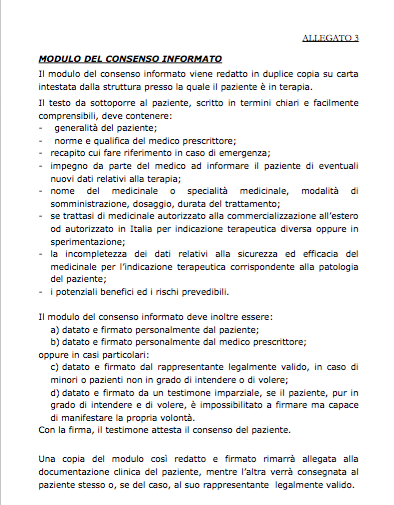 ALLEGATO 3
MODULO DEL CONSENSO INFORMATO
Il modulo del consenso informato viene redatto in duplice copia su carta
intestata dalla struttura presso la quale il paziente è in terapia.
Il testo da sottoporre al paziente, scritto in termini chiari e facilmente
comprensibili, deve contenere:
- generalità del paziente;
- norme e qualifica del medico prescrittore;
- recapito cui fare riferimento in caso di emergenza;
- impegno da parte del medico ad informare il paziente di eventuali
nuovi dati relativi alla terapia;
- nome del medicinale o specialità medicinale, modalità di
somministrazione, dosaggio, durata del trattamento;
- se trattasi di medicinale autorizzato alla commercializzazione all'estero
od autorizzato in Italia per indicazione terapeutica diversa oppure in
sperimentazione;
- la incompletezza dei dati relativi alla sicurezza ed efficacia del
medicinale per l'indicazione terapeutica corrispondente alla patologia
del paziente;
- i potenziali benefici ed i rischi prevedibili.
Il modulo del consenso informato deve inoltre essere:
a) datato e firmato personalmente dal paziente;
b) datato e firmato personalmente dal medico prescrittore;
oppure in casi particolari:
c) datato e firmato dal rappresentante legalmente valido, in caso di
minori o pazienti non in grado di intendere o di volere;
d) datato e firmato da un testimone imparziale, se il paziente, pur in
grado di intendere e di volere, è impossibilitato a firmare ma capace
di manifestare la propria volontà.
Con la firma, il testimone attesta il consenso del paziente.
Una copia del modulo così redatto e firmato rimarrà allegata alla
documentazione clinica del paziente, mentre l'altra verrà consegnata al
paziente stesso o, se del caso, al suo rappresentante legalmente valido.